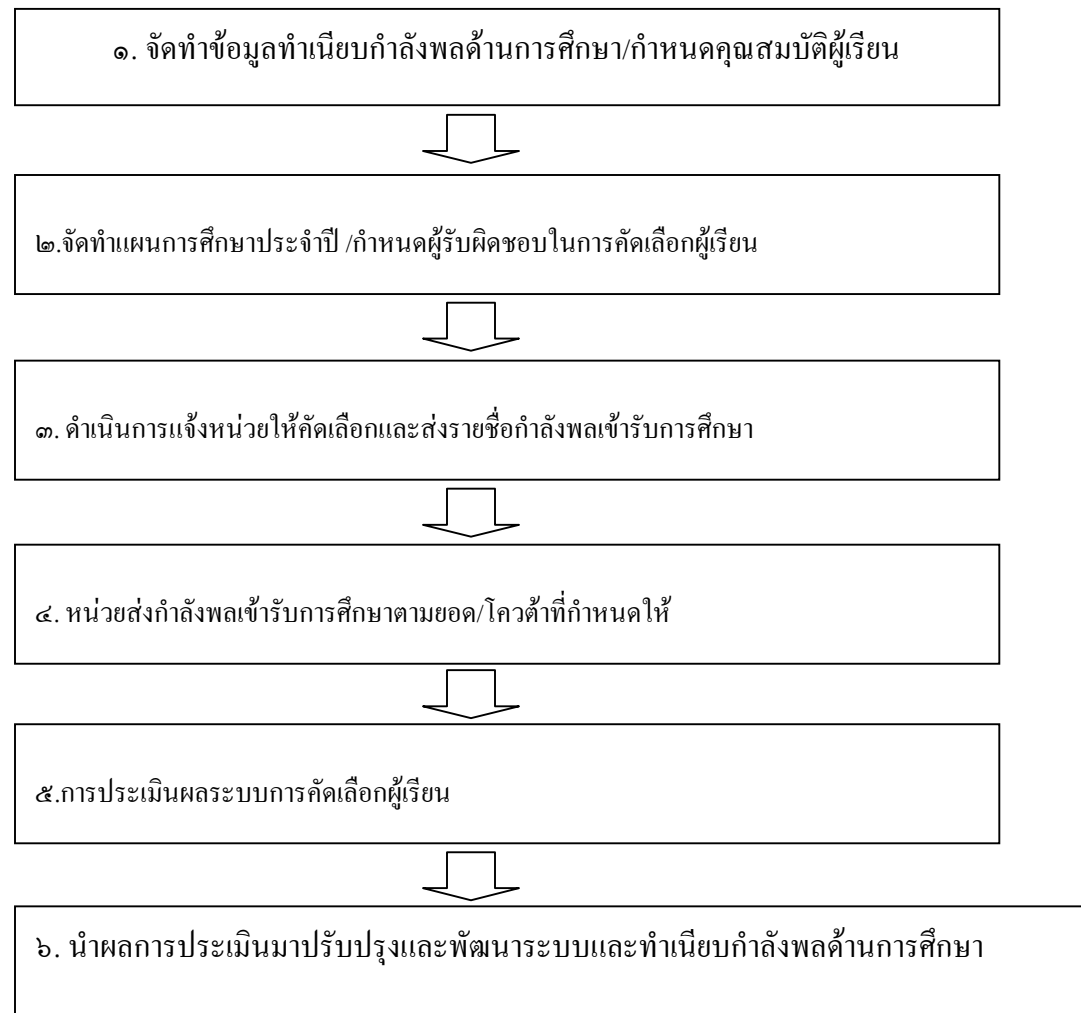 ๑. จัดทำข้อมูลทำเนียบกำลังพลด้านการศึกษา/กำหนดคุณสมบัติผู้เรียน
๒.จัดทำแผนการศึกษาประจำปี /กำหนดผู้รับผิดชอบในการคัดเลือกผู้เรียน
๓. ดำเนินการแจ้งหน่วยให้คัดเลือกและส่งรายชื่อกำลังพลเข้ารับการศึกษา
๔. หน่วยส่งกำลังพลเข้ารับการศึกษาตามยอด/โควต้าที่กำหนดให้
๕.การประเมินผลระบบการคัดเลือกผู้เรียน
๖. นำผลการประเมินมาปรับปรุงและพัฒนาระบบและทำเนียบกำลังพลด้านการศึกษา